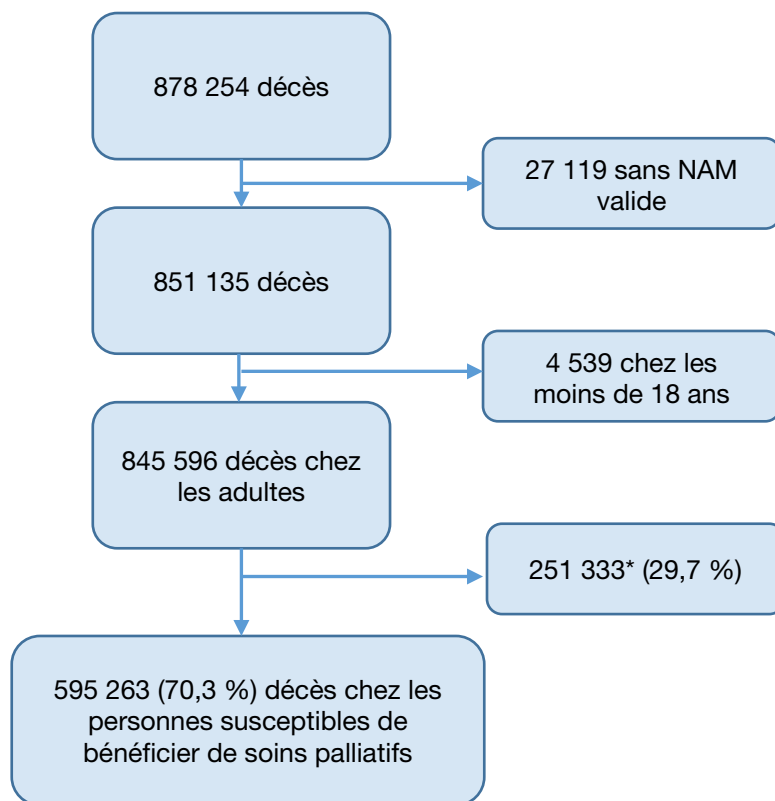 878 254 décès
27 119 sans NAM
valide
851 135 décès
4 539 chez les
moins de 18 ans
845 596 décès chez
les adultes
251 333* (29,7 %)
595 263 (70,3 %) décès chez les
personnes susceptibles de
bénéficier de soins palliatifs